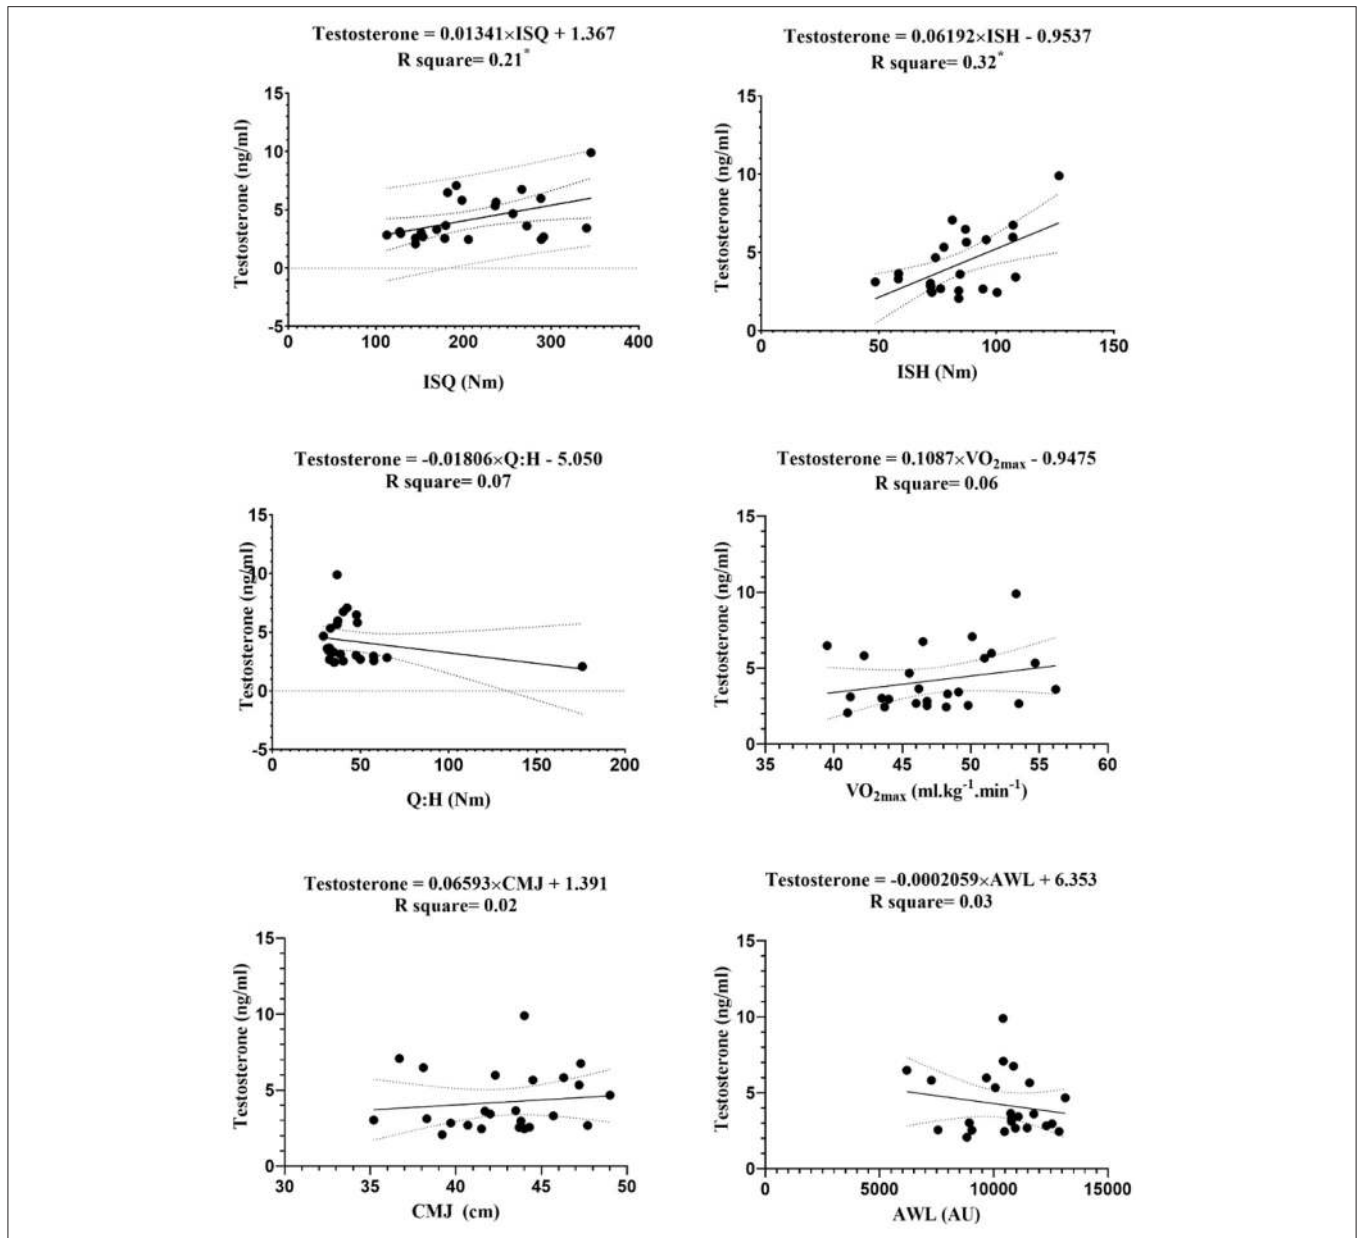 Testosterone = 0.01341×ISQ + 1.367
R square= 0.21*
Testosterone (ng/ml)
15
10
5
0
-5
0 100 200 300 400
ISQ (Nm)
Testosterone = 0.06192×ISH - 0.9537
R square= 0.32*
Testosterone (ng/ml)
15
10
5
0
0 50 100 150
ISH (Nm)
Testosterone = -0.01806×Q:H - 5.050
R square= 0.07
Testosterone (ng/ml)
15
10
5
0
-5
0 50 100 150 200
Q:H (Nm)
Testosterone = 0.1087×VO₂max - 0.9475
R square= 0.06
Testosterone (ng/ml)
15
10
5
0
35 40 45 50 55 60
VO₂max (ml.kg⁻¹.min⁻¹)
Testosterone = 0.06593×CMJ + 1.391
R square= 0.02
Testosterone (ng/ml)
15
10
5
0
30 35 40 45 50
CMJ (cm)
Testosterone = -0.0002059×AWL + 6.353
R square= 0.03
Testosterone (ng/ml)
15
10
5
0
0 5000 10000 15000
AWL (AU)